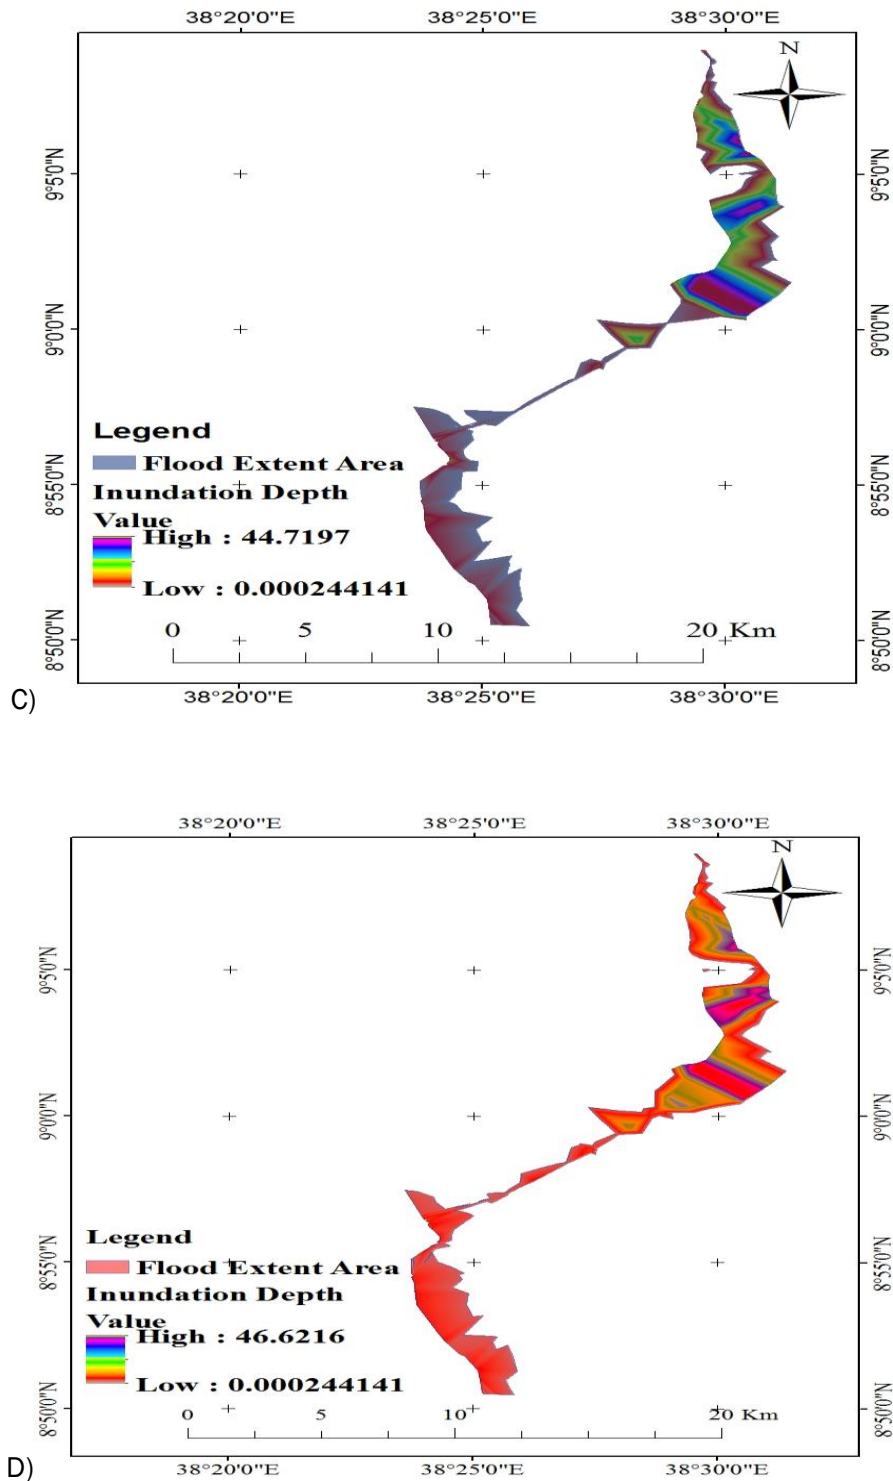 38°20'0"E 38°25'0"E 38°30'0"E
N
9°5'0"N 9°5'0"N
9°0'0"N 9°0'0"N
Legend
Flood Extent Area
8°55'0"N 8°55'0"N
Inundation Depth
Value
High : 44.7197
Low : 0.000244141
0 5 10 20 Km
8°50'0"N 8°50'0"N
38°20'0"E 38°25'0"E 38°30'0"E
C)
38°20'0"E 38°25'0"E 38°30'0"E
N
9°5'0"N 9°5'0"N
9°0'0"N 9°0'0"N
Legend
Flood Extent Area
8°55'0"N 8°55'0"N
Inundation Depth
Value
High : 46.6216
Low : 0.000244141
0 5 10 20 Km
8°50'0"N 8°50'0"N
D)
38°20'0"E 38°25'0"E 38°30'0"E